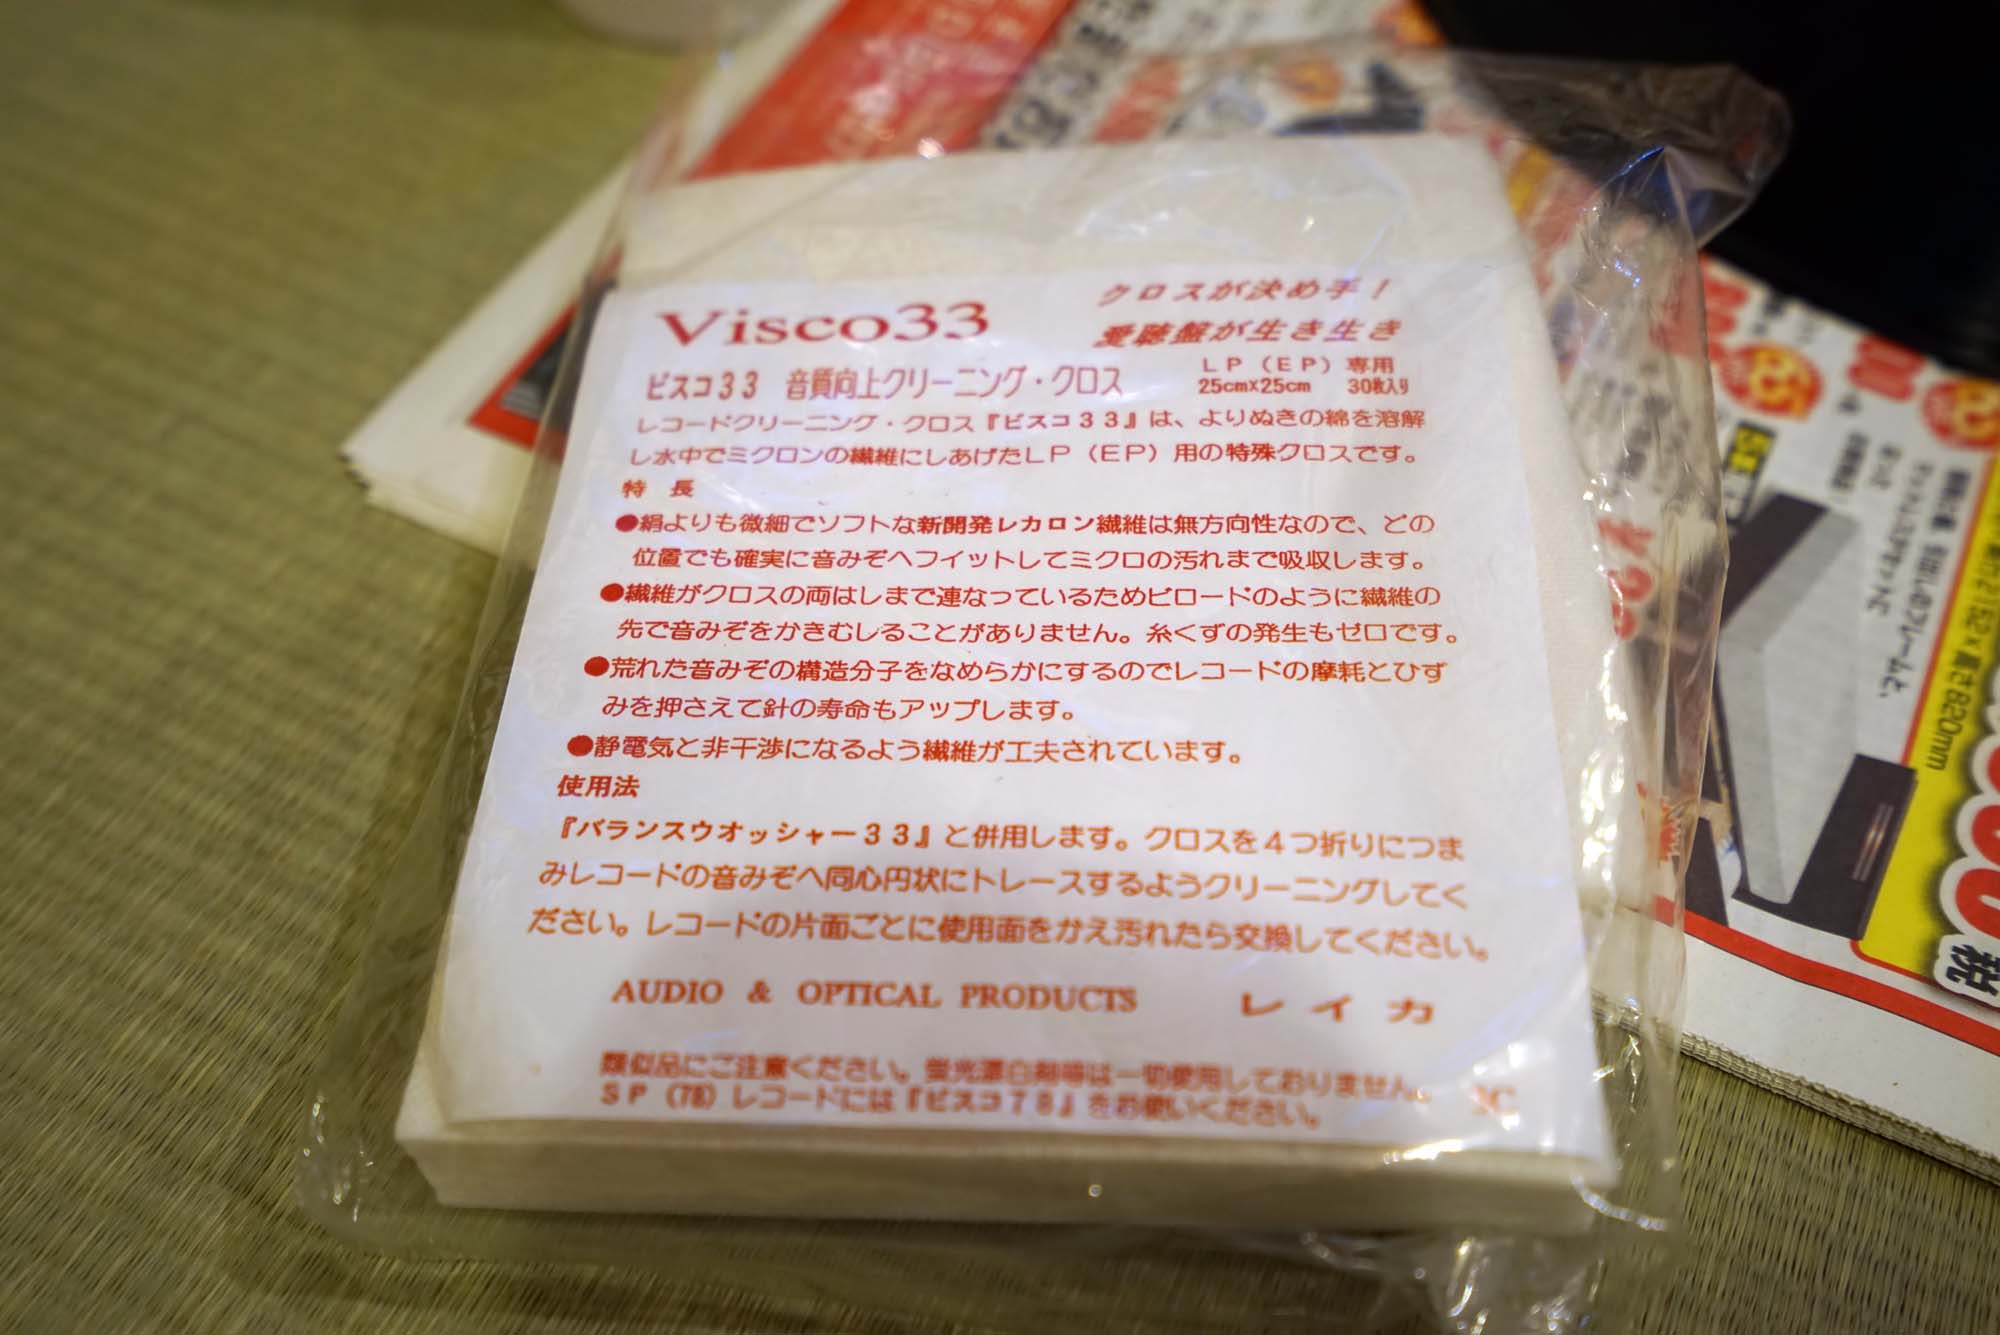 Visco33
クロスが決め手！
愛聴盤が生き生き
ビスコ33 音質向上クリーニング・クロス
LP（EP）専用
25cm×25cm 30枚入り
レコードクリーニング・クロス『ビスコ33』は、よりぬきの綿を溶解
し水中でミクロンの繊維にしあげたLP（EP）用の特殊クロスです。
特 長
●絹よりも微細でソフトな新開発レカロン繊維は無方向性なので、どの
位置でも確実に音みぞへフイットしてミクロの汚れまで吸収します。
●繊維がクロスの両はしまで連なっているためビロードのように繊維の
先で音みぞをかきむしることがありません。糸くずの発生もゼロです。
●荒れた音みぞの構造分子をなめらかにするのでレコードの摩耗とひず
みを押さえて針の寿命もアップします。
●静電気と非干渉になるよう繊維が工夫されています。
使用法
『バランスウオッシャー33』と併用します。クロスを4つ折りにつま
みレコードの音みぞへ同心円状にトレースするようクリーニングしてく
ださい。レコードの片面ごとに使用面をかえ汚れたら交換してください。
AUDIO & OPTICAL PRODUCTS レイカ
類似品にご注意ください。蛍光漂白剤等は一切使用しておりません。
SP（78）レコードには『ビスコ78』をお使いください。
高さ820mm
税